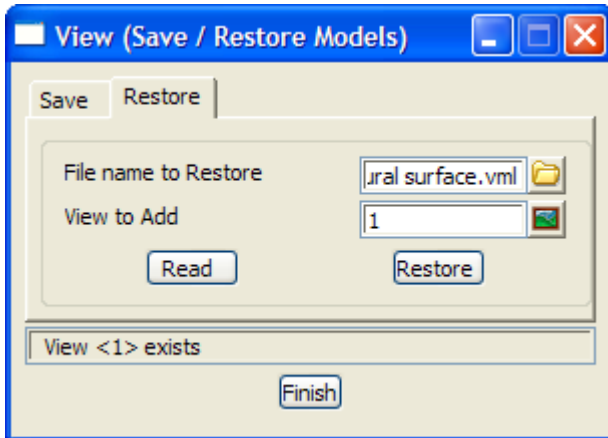 View (Save / Restore Models)
Save Restore
File name to Restore ural surface.vml
View to Add 1
Read Restore
View <1> exists
Finish